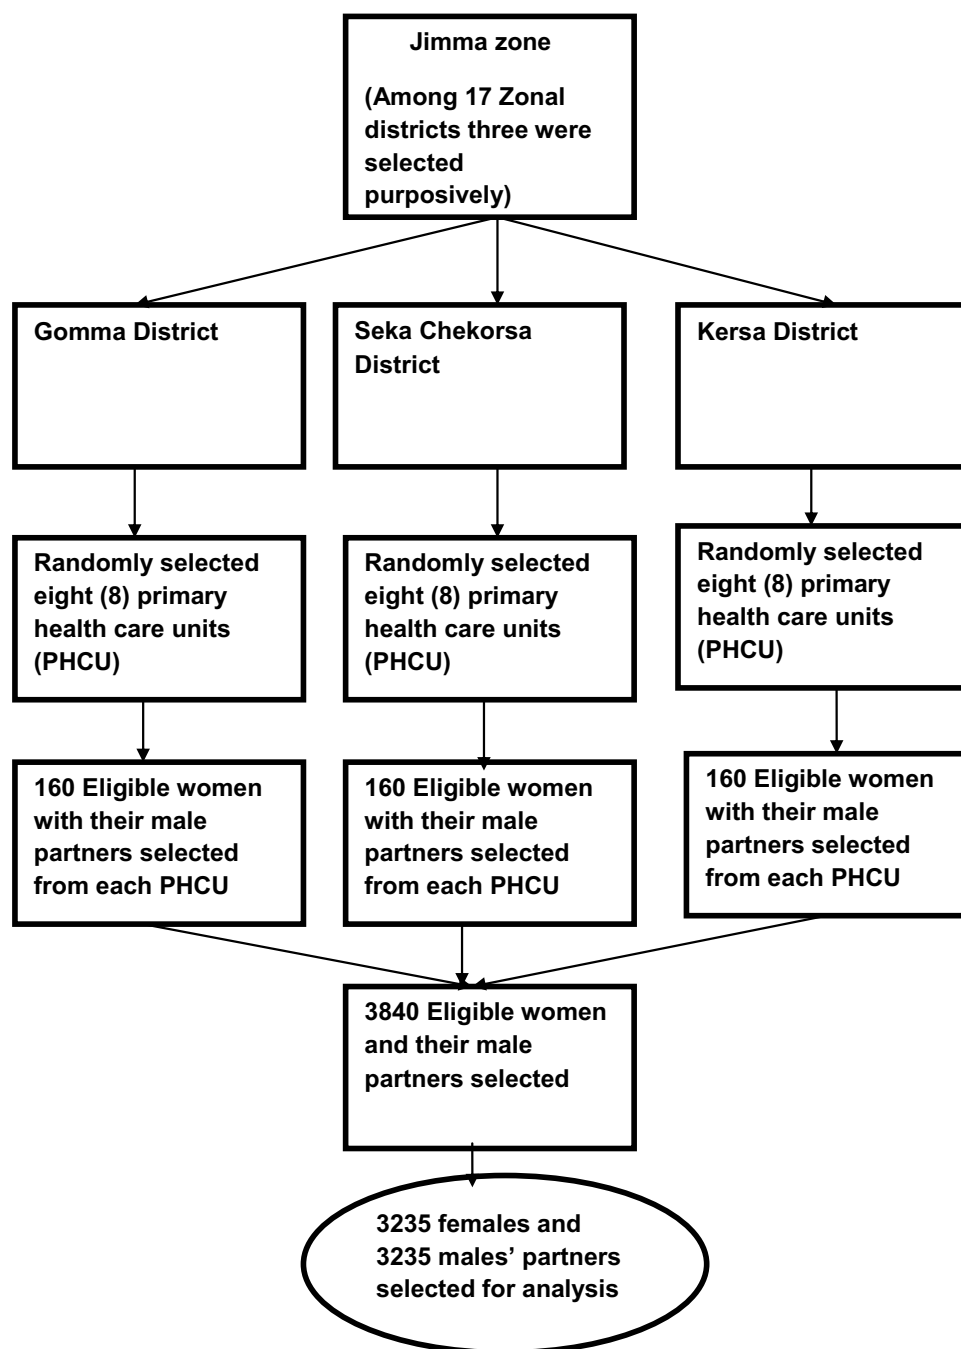 Jimma zone
(Among 17 Zonal
districts three were
selected
purposively)
Gomma District
Seka Chekorsa
District
Kersa District
Randomly selected
eight (8) primary
health care units
(PHCU)
Randomly selected
eight (8) primary
health care units
(PHCU)
Randomly selected
eight (8) primary
health care units
(PHCU)
160 Eligible women
with their male
partners selected
from each PHCU
160 Eligible women
with their male
partners selected
from each PHCU
160 Eligible women
with their male
partners selected
from each PHCU
3840 Eligible women
and their male
partners selected
3235 females and
3235 males’ partners
selected for analysis